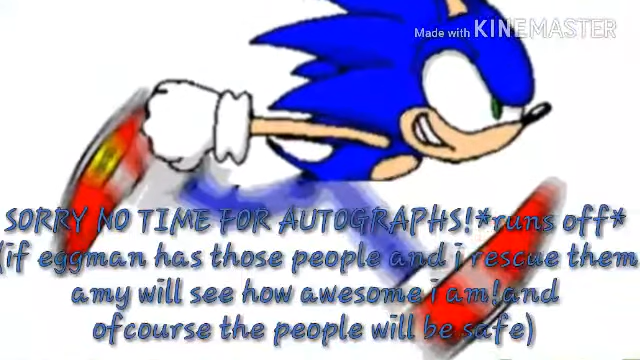 Made with KINEMASTER
SORRY NO TIME FOR AUTOGRAPHS!*runs off*
(if eggman has those people and i rescue them
amy will see how awesome i am!and
ofcourse the people will be safe)